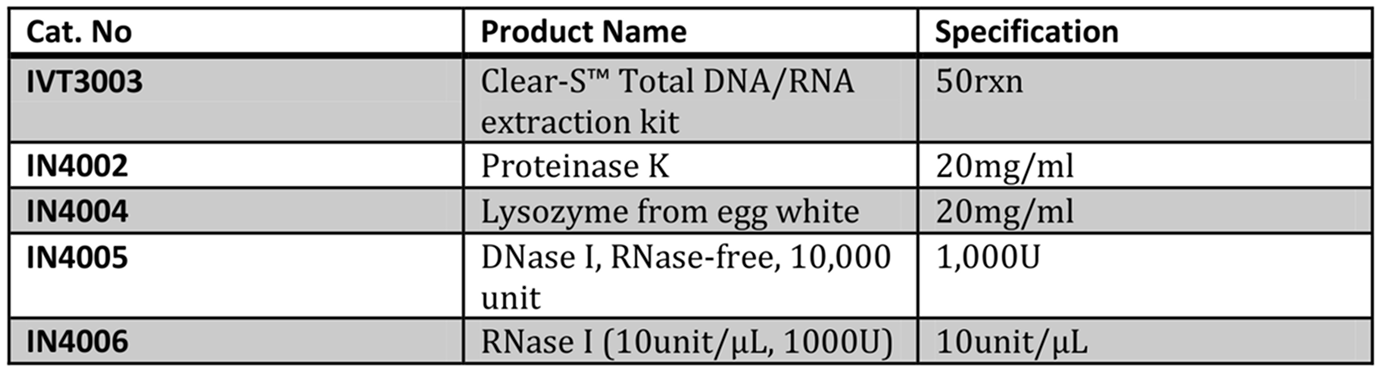 Cat. No Product Name Specification
IVT3003 Clear-S™ Total DNA/RNA 50rxn
extraction kit
IN4002 Proteinase K 20mg/ml
IN4004 Lysozyme from egg white 20mg/ml
IN4005 DNase I, RNase-free, 10,000 1,000U
unit
IN4006 RNase I (10unit/µL, 1000U) 10unit/µL